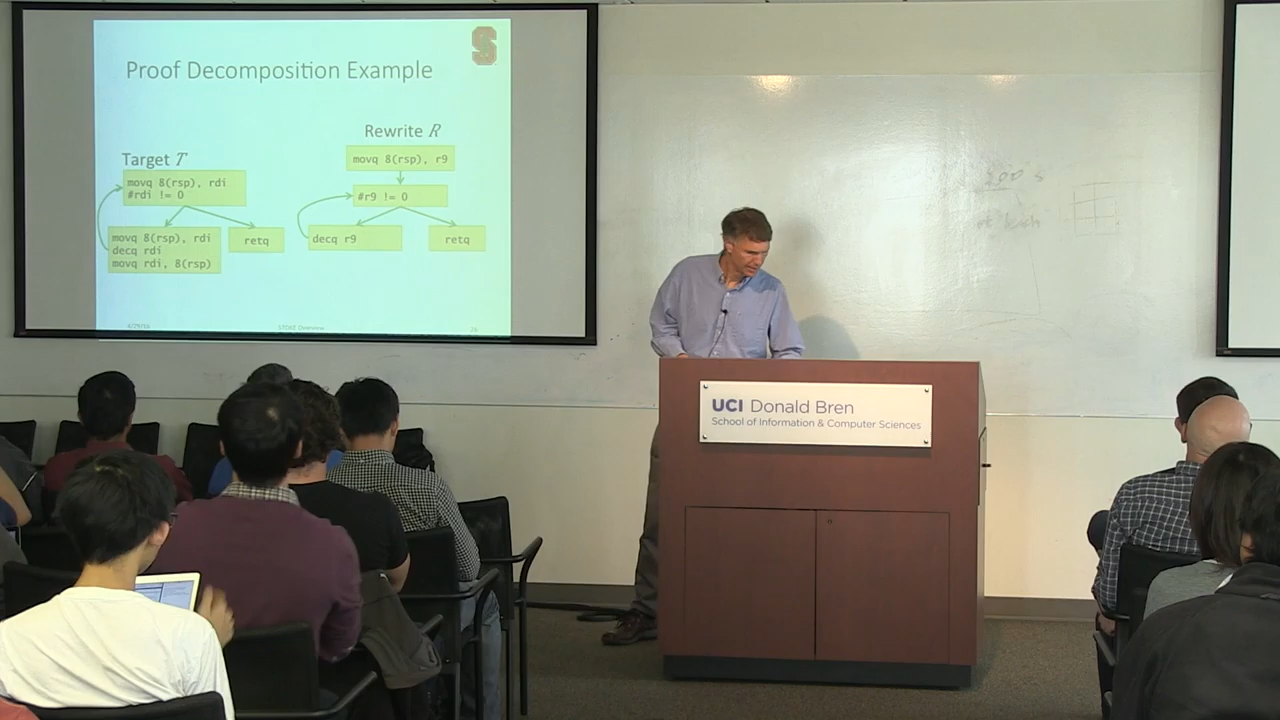 S
Proof Decomposition Example
Rewrite R
movq 8(rsp), r9
Target T
movq 8(rsp), rdi
#rdi != 0
#r9 != 0
movq 8(rsp), rdi
decq rdi
movq rdi, 8(rsp)
retq
decq r9
retq
STOKE Overview
UCI Donald Bren
School of Information & Computer Sciences